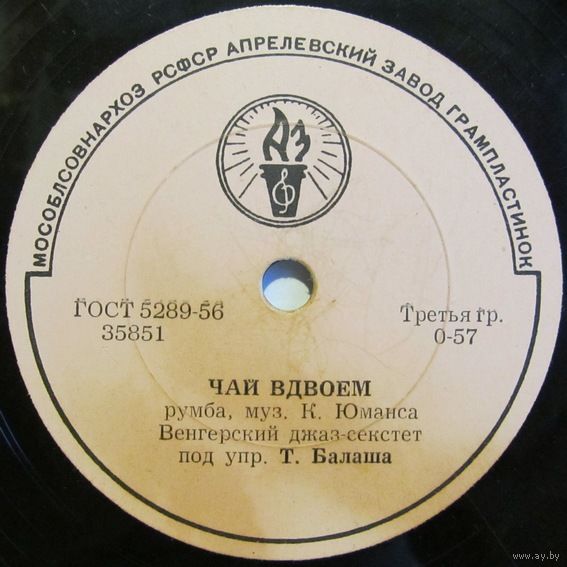 МОСОБЛСОВНАРХОЗ РСФСР АПРЕЛЕВСКИЙ ЗАВОД ГРАМПЛАСТИНОК
АЗ
ГОСТ 5289-56
35851
Третья гр.
0-57
ЧАЙ ВДВОЕМ
румба, муз. К. Юманса
Венгерский джаз-секстет
под упр. Т. Балаша
www.ay.by